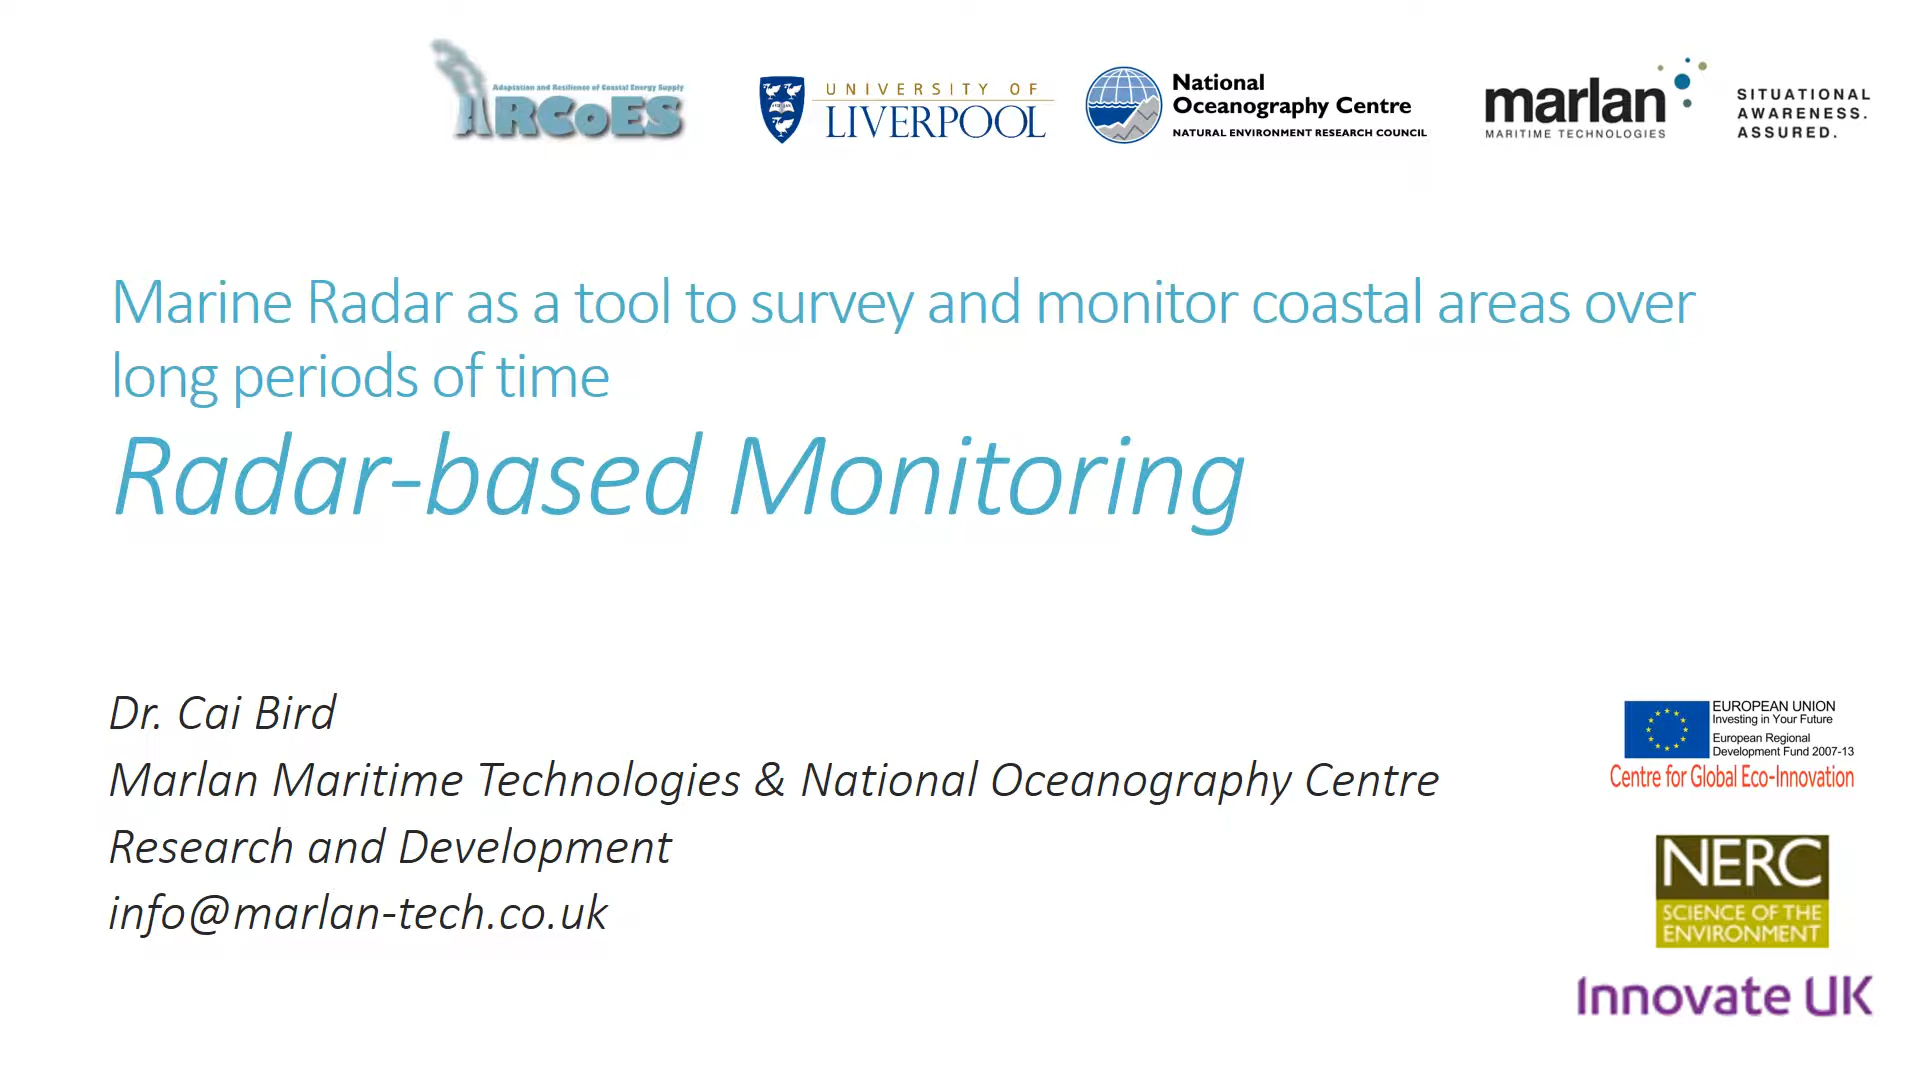 Adaptation and Resilience of Coastal Energy Supply
ARCoES
UNIVERSITY OF
LIVERPOOL
National
Oceanography Centre
NATURAL ENVIRONMENT RESEARCH COUNCIL
marlan
MARITIME TECHNOLOGIES
SITUATIONAL
AWARENESS.
ASSURED.
Marine Radar as a tool to survey and monitor coastal areas over
long periods of time
Radar-based Monitoring
Dr. Cai Bird
Marlan Maritime Technologies & National Oceanography Centre
Research and Development
info@marlan-tech.co.uk
EUROPEAN UNION
Investing in Your Future
European Regional
Development Fund 2007-13
Centre for Global Eco-Innovation
NERC
SCIENCE OF THE
ENVIRONMENT
Innovate UK